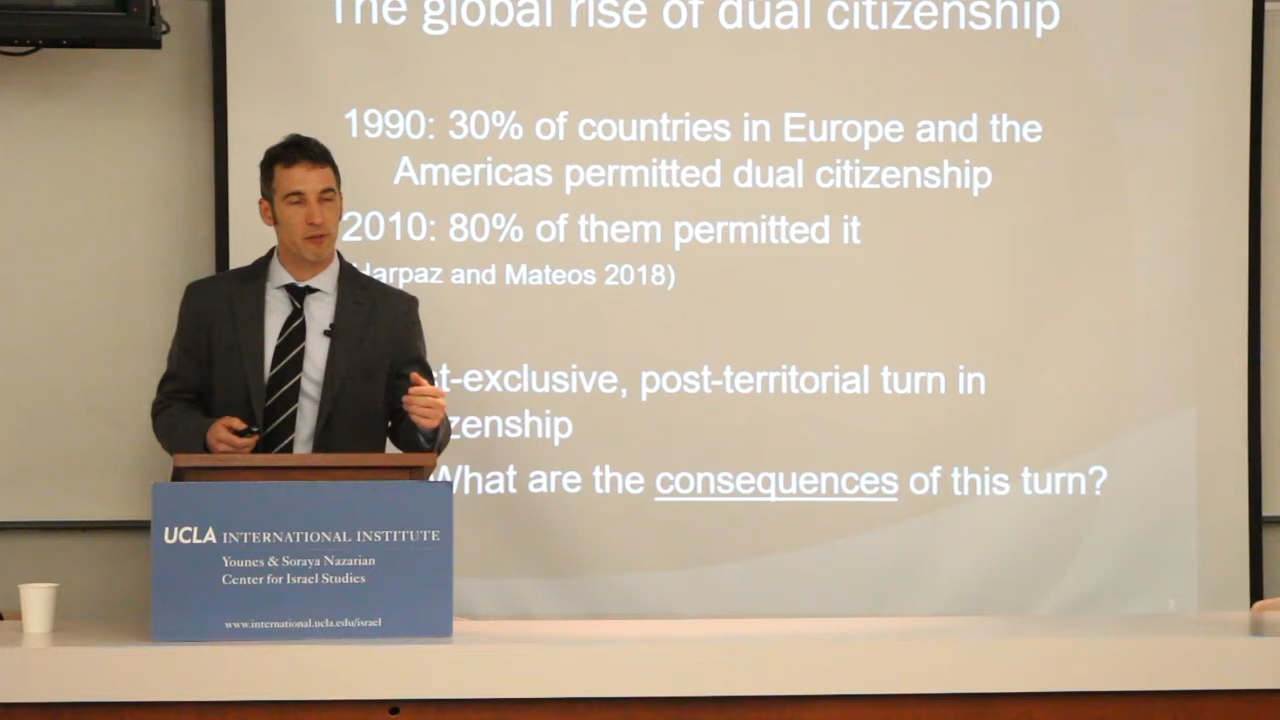 The global rise of dual citizenship
1990: 30% of countries in Europe and the
Americas permitted dual citizenship
2010: 80% of them permitted it
Harpaz and Mateos 2018)
st-exclusive, post-territorial turn in
zenship
What are the consequences of this turn?
UCLA INTERNATIONAL INSTITUTE
Younes & Soraya Nazarian
Center for Israel Studies
www.international.ucla.edu/israel